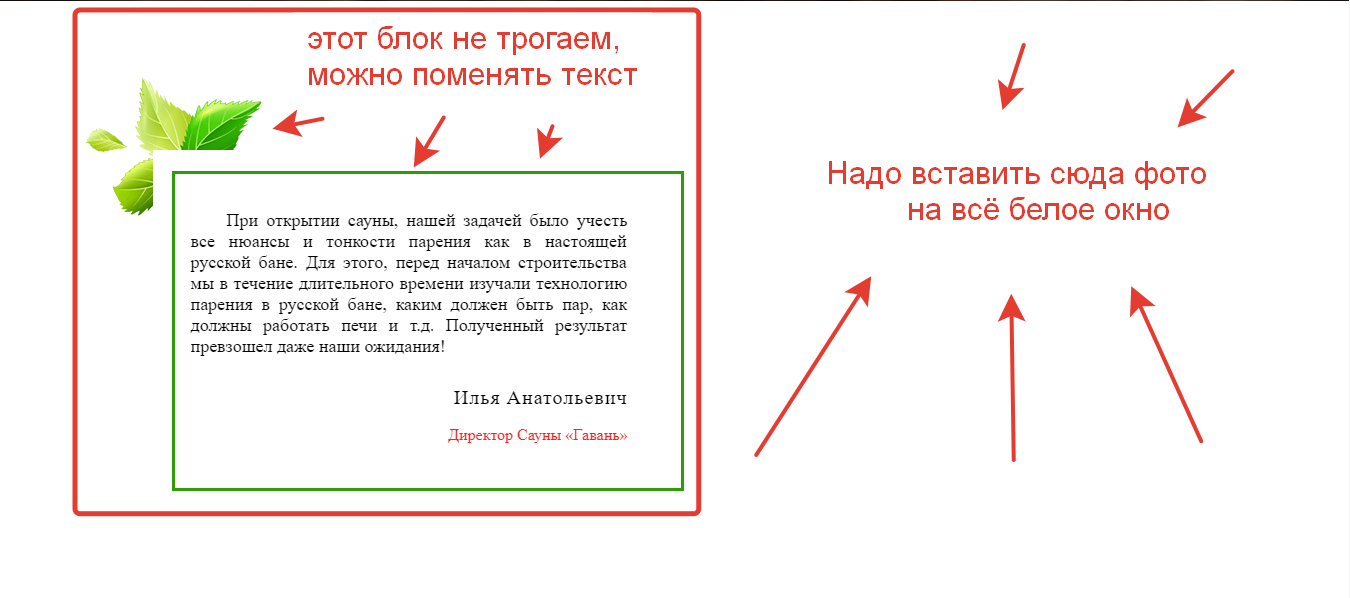 этот блок не трогаем,
можно поменять текст
Надо вставить сюда фото
на всё белое окно
При открытии сауны, нашей задачей было учесть
все нюансы и тонкости парения как в настоящей
русской бане. Для этого, перед началом строительства
мы в течение длительного времени изучали технологию
парения в русской бане, каким должен быть пар, как
должны работать печи и т.д. Полученный результат
превзошел даже наши ожидания!
Илья Анатольевич
Директор Сауны «Гавань»